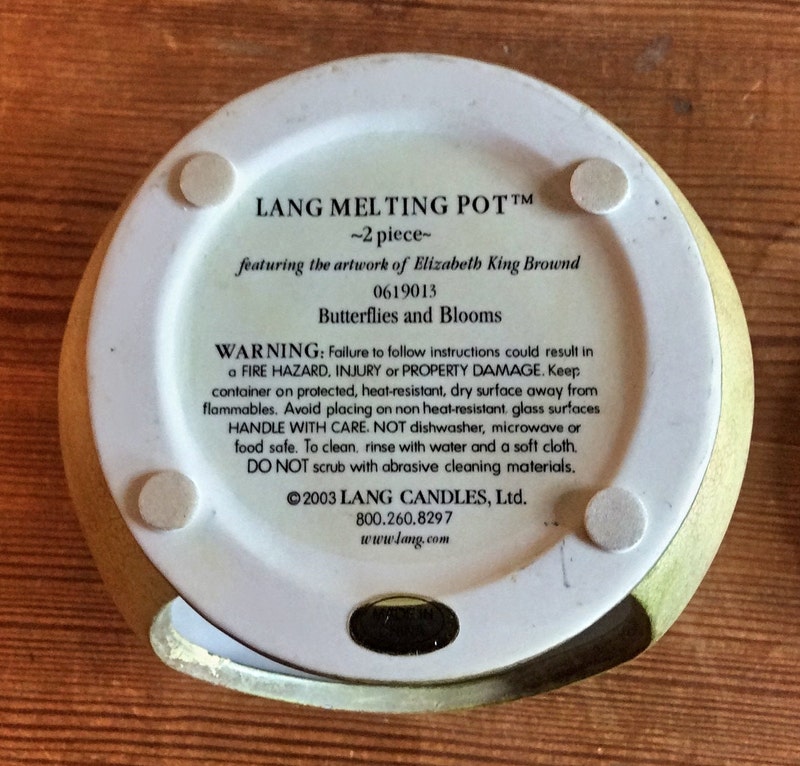 LANG MELTING POT™
~2 piece~
featuring the artwork of Elizabeth King Brownd
0619013
Butterflies and Blooms
WARNING: Failure to follow instructions could result in
a FIRE HAZARD, INJURY or PROPERTY DAMAGE. Keep
container on protected, heat-resistant, dry surface away from
flammables. Avoid placing on non heat-resistant, glass surfaces
HANDLE WITH CARE. NOT dishwasher, microwave or
food safe. To clean, rinse with water and a soft cloth,
DO NOT scrub with abrasive cleaning materials.
©2003 LANG CANDLES, Ltd.
800.260.8297
www.lang.com